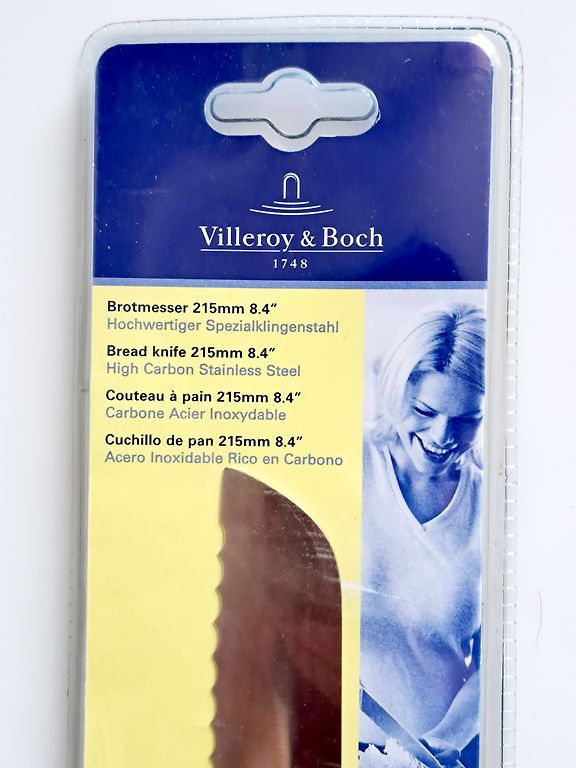 Villeroy & Boch
1748
Brotmesser 215mm 8.4”
Hochwertiger Spezialklingenstahl
Bread knife 215mm 8.4”
High Carbon Stainless Steel
Couteau à pain 215mm 8.4”
Carbone Acier Inoxydable
Cuchillo de pan 215mm 8.4”
Acero Inoxidable Rico en Carbono